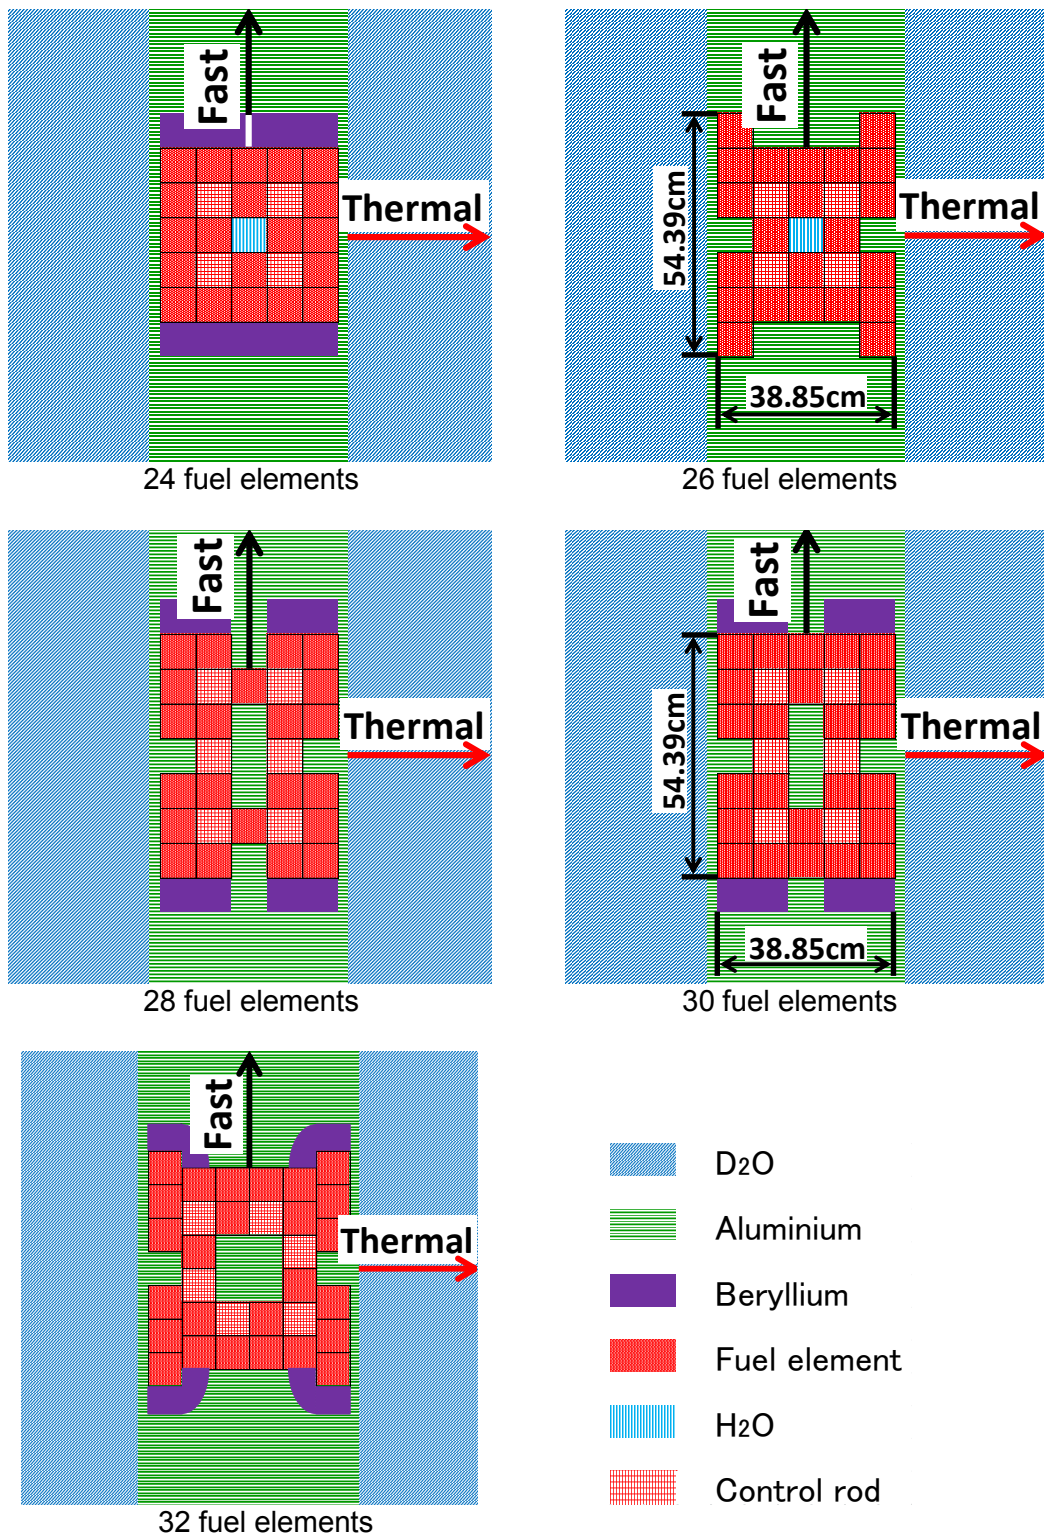 Fast
Thermal
24 fuel elements
Fast
Thermal
54.39cm
38.85cm
26 fuel elements
Fast
Thermal
28 fuel elements
Fast
Thermal
54.39cm
38.85cm
30 fuel elements
Fast
Thermal
32 fuel elements
D2O
Aluminium
Beryllium
Fuel element
H2O
Control rod